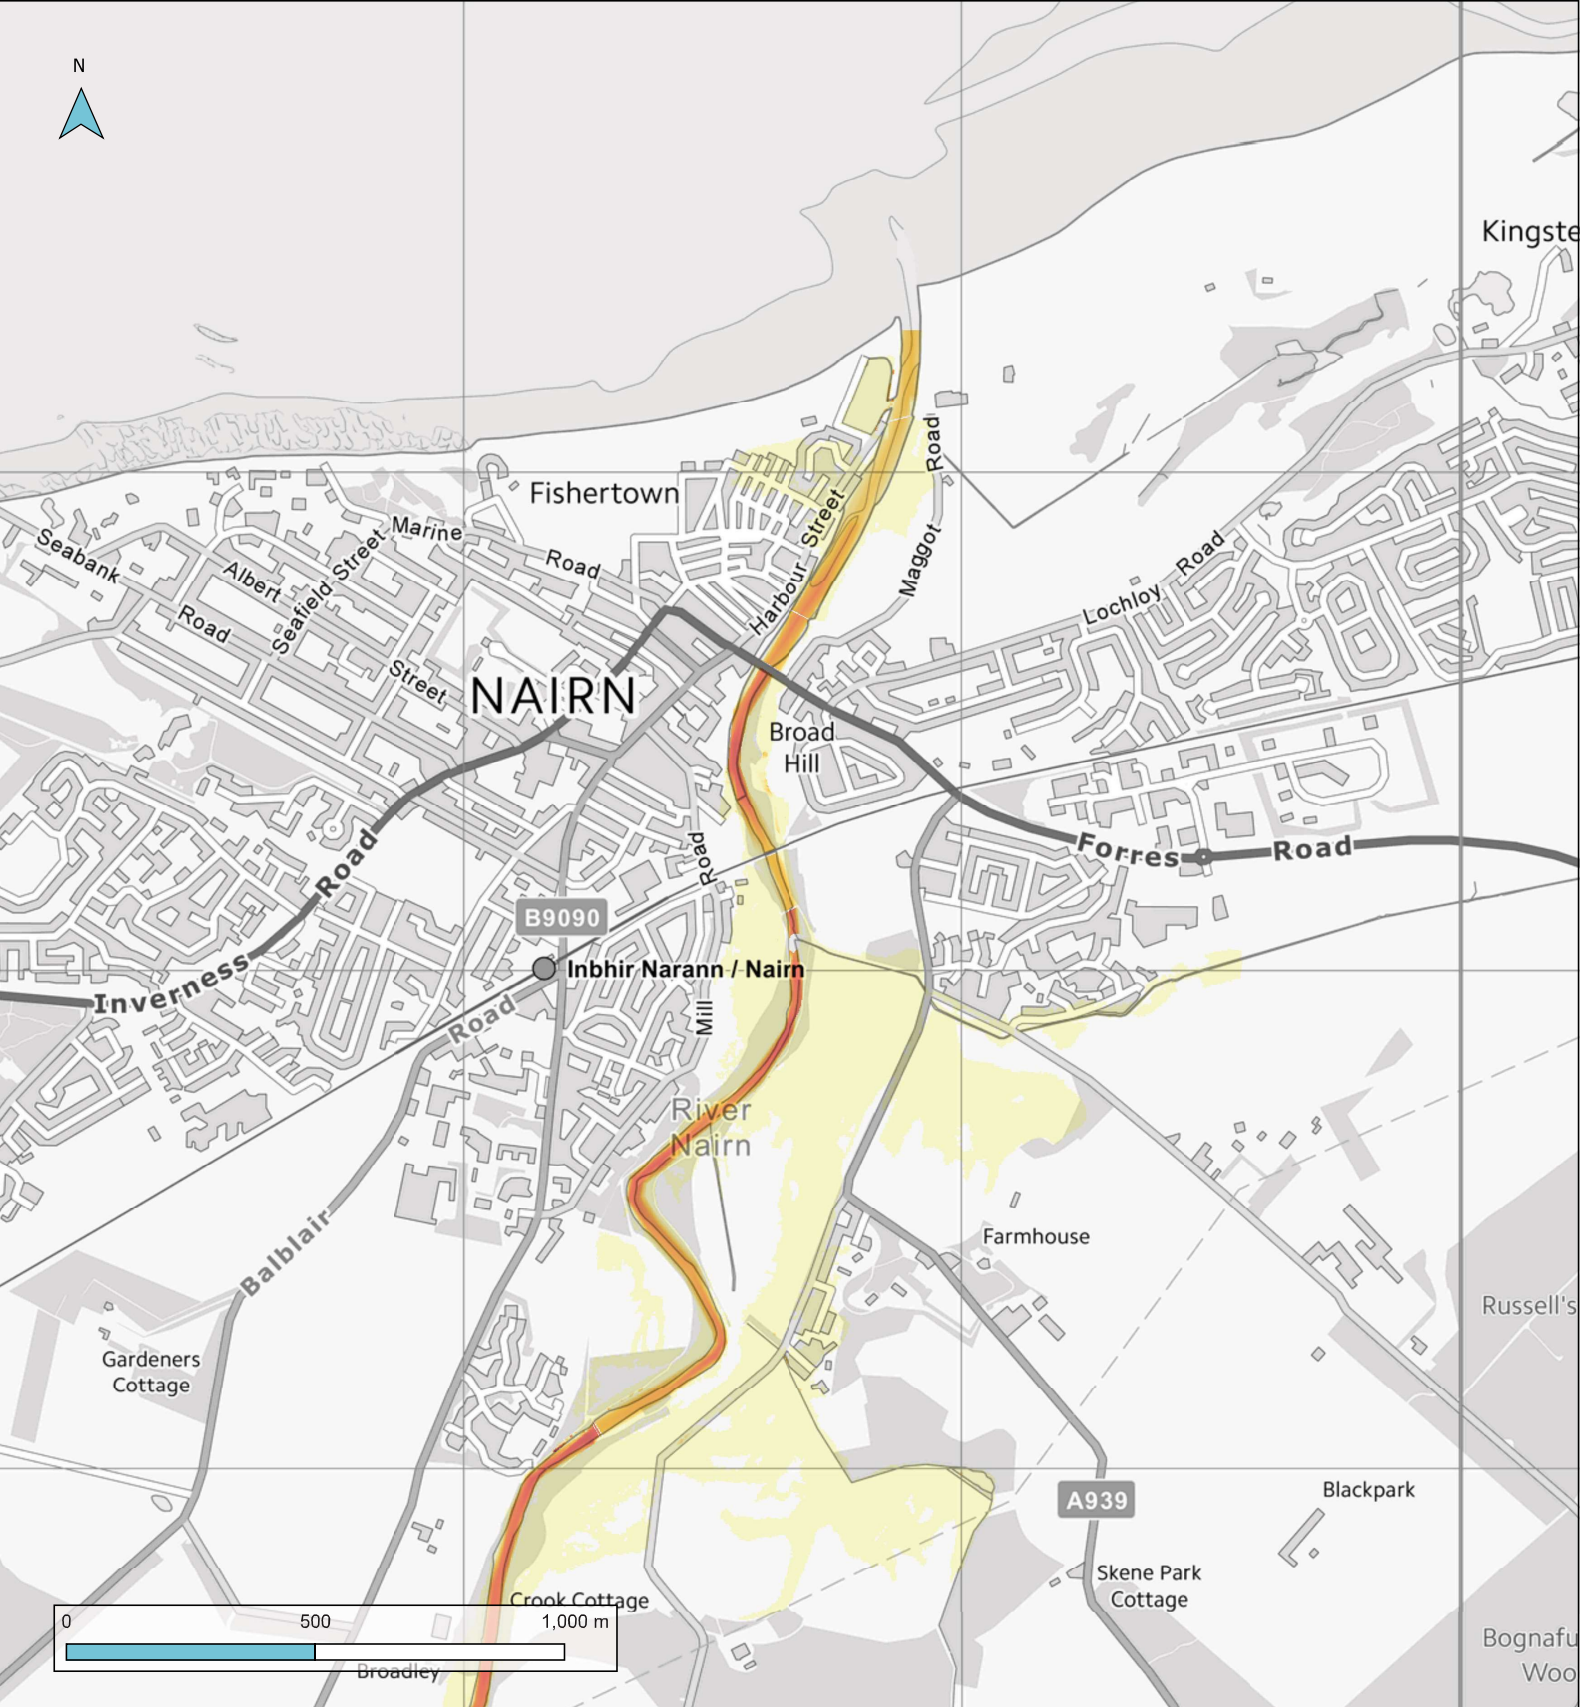 N
Kingste
Fishertown
Road
Street
Marine
Road
Seabank
Road
Albert
Street
Seafield Street
Harbour
Maggot
Lochloy Road
NAIRN
Broad
Hill
Forres Road
Road
Inverness Road
B9090
Inbhir Narann / Nairn
Mill
Road
River
Nairn
Balblair
Farmhouse
Russell's
Gardeners
Cottage
A939
Blackpark
Skene Park
Cottage
Crook Cottage
0 500 1,000 m
Broadley
Bognafu
Woo